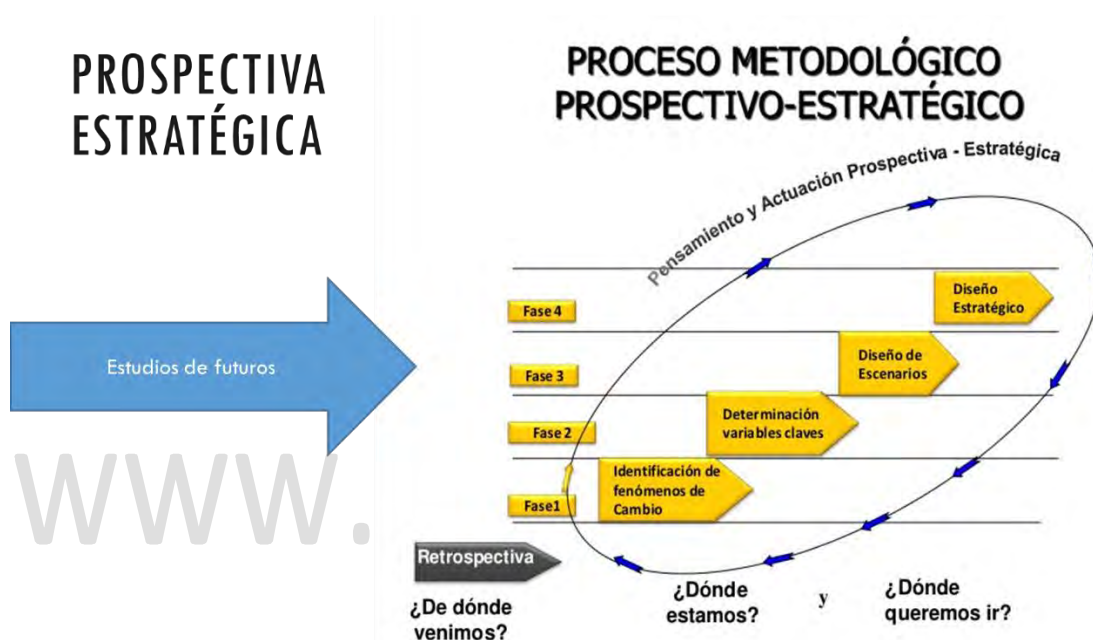 PROSPECTIVA
ESTRATÉGICA
Estudios de futuros
www.
PROCESO METODOLÓGICO
PROSPECTIVO-ESTRATÉGICO
Pensamiento y Actuación Prospectiva - Estratégica
Fase 4
Diseño
Estratégico
Fase 3
Diseño de
Escenarios
Fase 2
Determinación
variables claves
Fase1
Identificación de
fenómenos de
Cambio
Retrospectiva
¿De dónde
venimos?
¿Dónde
estamos?
y
¿Dónde
queremos ir?